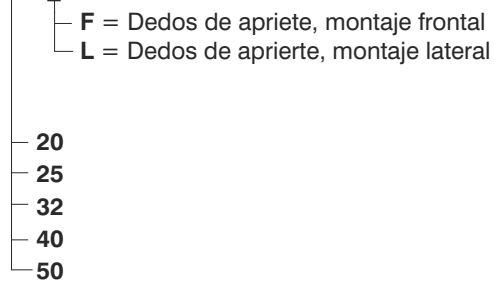 F = Dedos de apriete, montaje frontal
L = Dedos de aprierte, montaje lateral
20
25
32
40
50